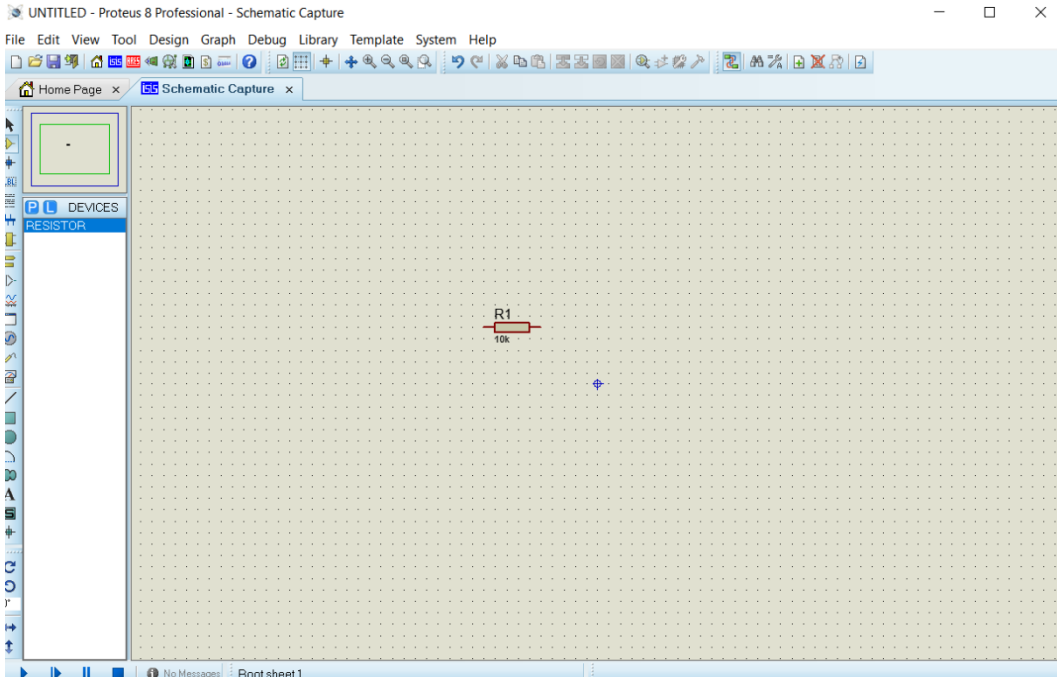 UNTITLED - Proteus 8 Professional - Schematic Capture
File Edit View Tool Design Graph Debug Library Template System Help
Home Page
ISIS Schematic Capture
P L DEVICES
RESISTOR
R1
10k
A
S
No Messages Root sheet 1